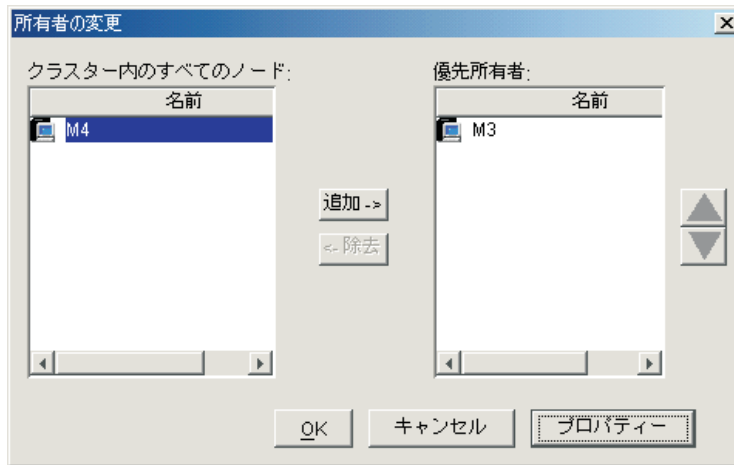 所有者の変更
クラスター内のすべてのノード:
名前
M4
追加 ->
<- 除去
優先所有者:
名前
M3
OK
キャンセル
プロパティー